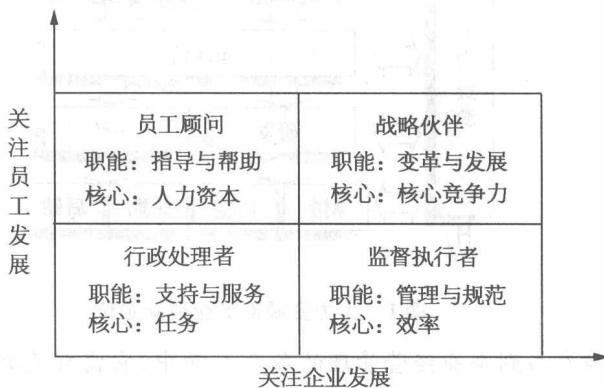 关注员工发展
员工顾问
职能：指导与帮助
核心：人力资本
战略伙伴
职能：变革与发展
核心：核心竞争力
行政处理者
职能：支持与服务
核心：任务
监督执行者
职能：管理与规范
核心：效率
关注企业发展